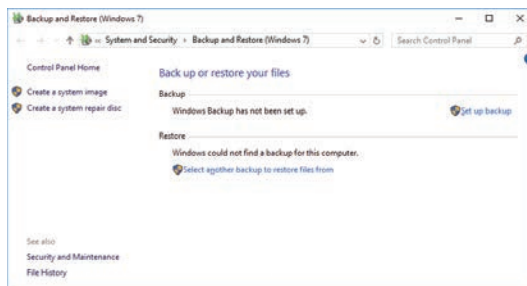 Backup and Restore (Windows 7)
System and Security Backup and Restore (Windows 7) Search Control Panel
Control Panel Home
Back up or restore your files
Backup
Create a system image
Create a system repair disc
Windows Backup has not been set up. Set up backup
Restore
Windows could not find a backup for this computer.
Select another backup to restore files from
See also
Security and Maintenance
File History